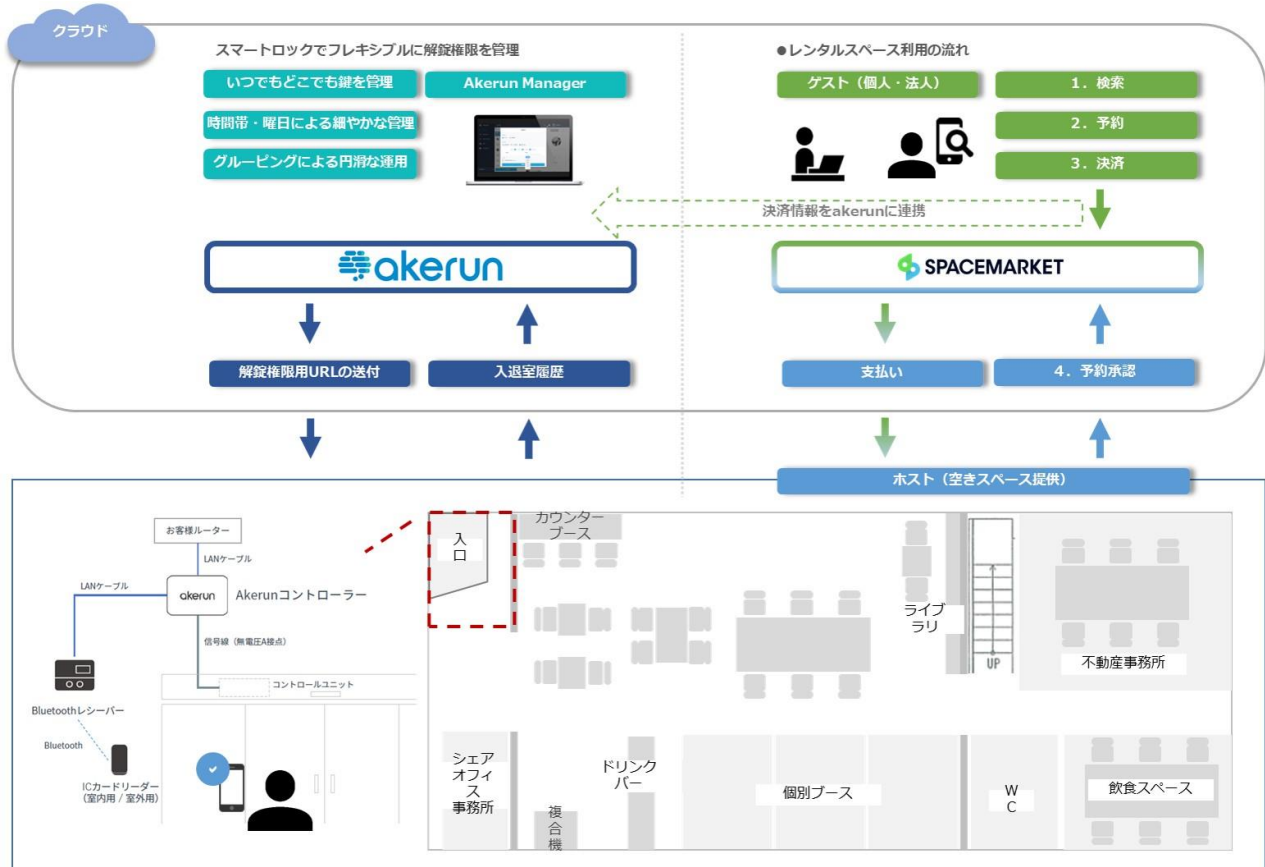 クラウド
スマートロックでフレキシブルに解錠権限を管理
いつでもどこでも鍵を管理
Akerun Manager
時間帯・曜日による細やかな管理
グルーピングによる円滑な運用
●レンタルスペース利用の流れ
ゲスト（個人・法人）
1．検索
2．予約
3．決済
決済情報をakerunに連携
akerun
SPACEMARKET
解錠権限用URLの送付
入退室履歴
支払い
4．予約承認
ホスト（空きスペース提供）
お客様ルーター
LANケーブル
LANケーブル
akerun
Akerunコントローラー
信号線（無電圧A接点）
コントロールユニット
Bluetoothレシーバー
Bluetooth
ICカードリーダー
（室内用 / 室外用）
入
口
カウンター
ブース
ライブ
ラリ
UP
不動産事務所
シェア
オフィ
ス
事務所
複
合
機
ドリンク
バー
個別ブース
W
C
飲食スペース